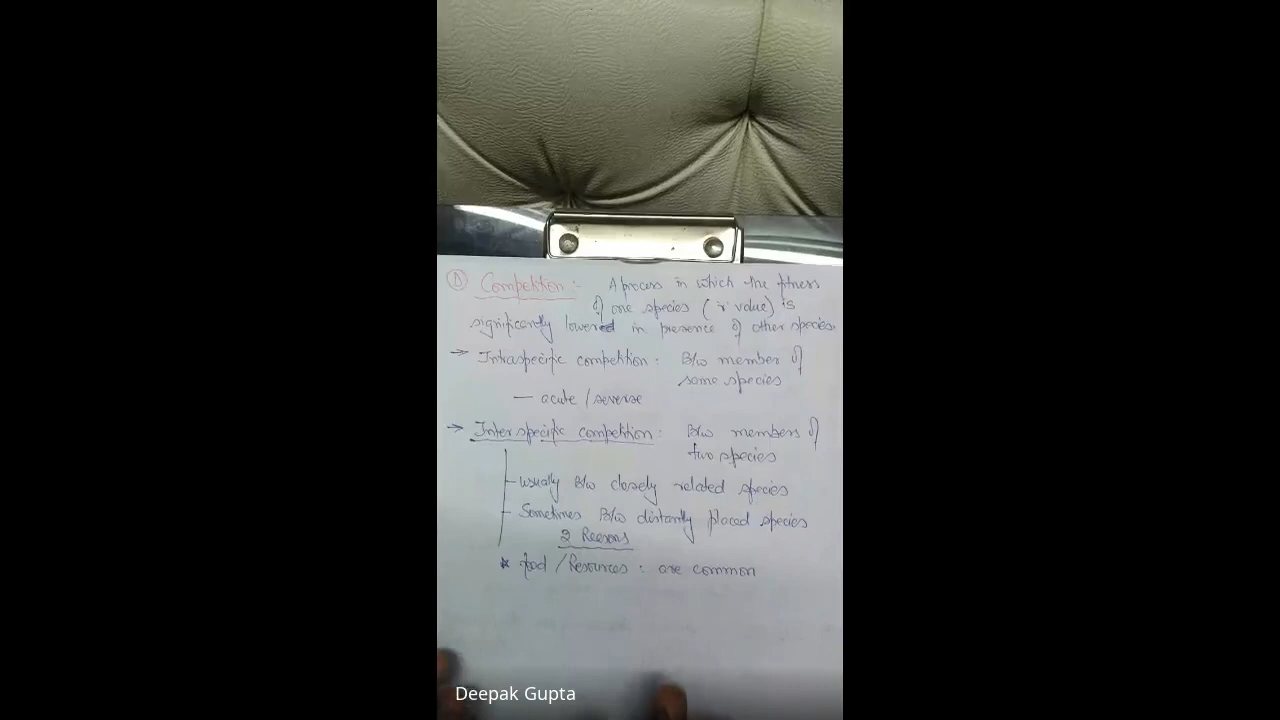 Ⓓ Competition :- A process in which the fitness
of one species ('r' value) is
significantly lowered in presence of other species.
→ Intraspecific competition : B/w member of
same species
— acute / severse
→ Interspecific competition : B/w members of
two species
- usually B/w closely related species
- Sometimes B/w distantly placed species
2 Reasons
* food / Resources : are common
Deepak Gupta